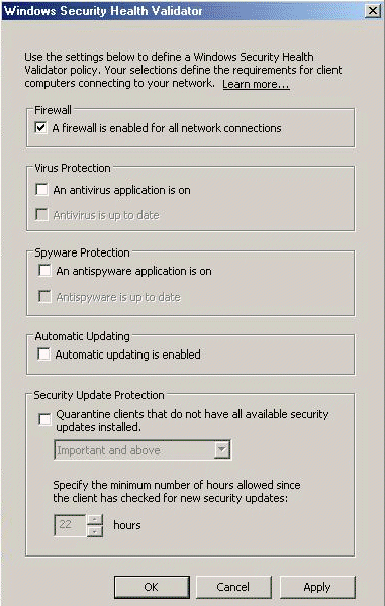 Windows Security Health Validator
Use the settings below to define a Windows Security Health
Validator policy. Your selections define the requirements for client
computers connecting to your network. Learn more...
Firewall
A firewall is enabled for all network connections
Virus Protection
An antivirus application is on
Antivirus is up to date
Spyware Protection
An antispyware application is on
Antispyware is up to date
Automatic Updating
Automatic updating is enabled
Security Update Protection
Quarantine clients that do not have all available security
updates installed.
Important and above
Specify the minimum number of hours allowed since
the client has checked for new security updates:
22 hours
OK Cancel Apply